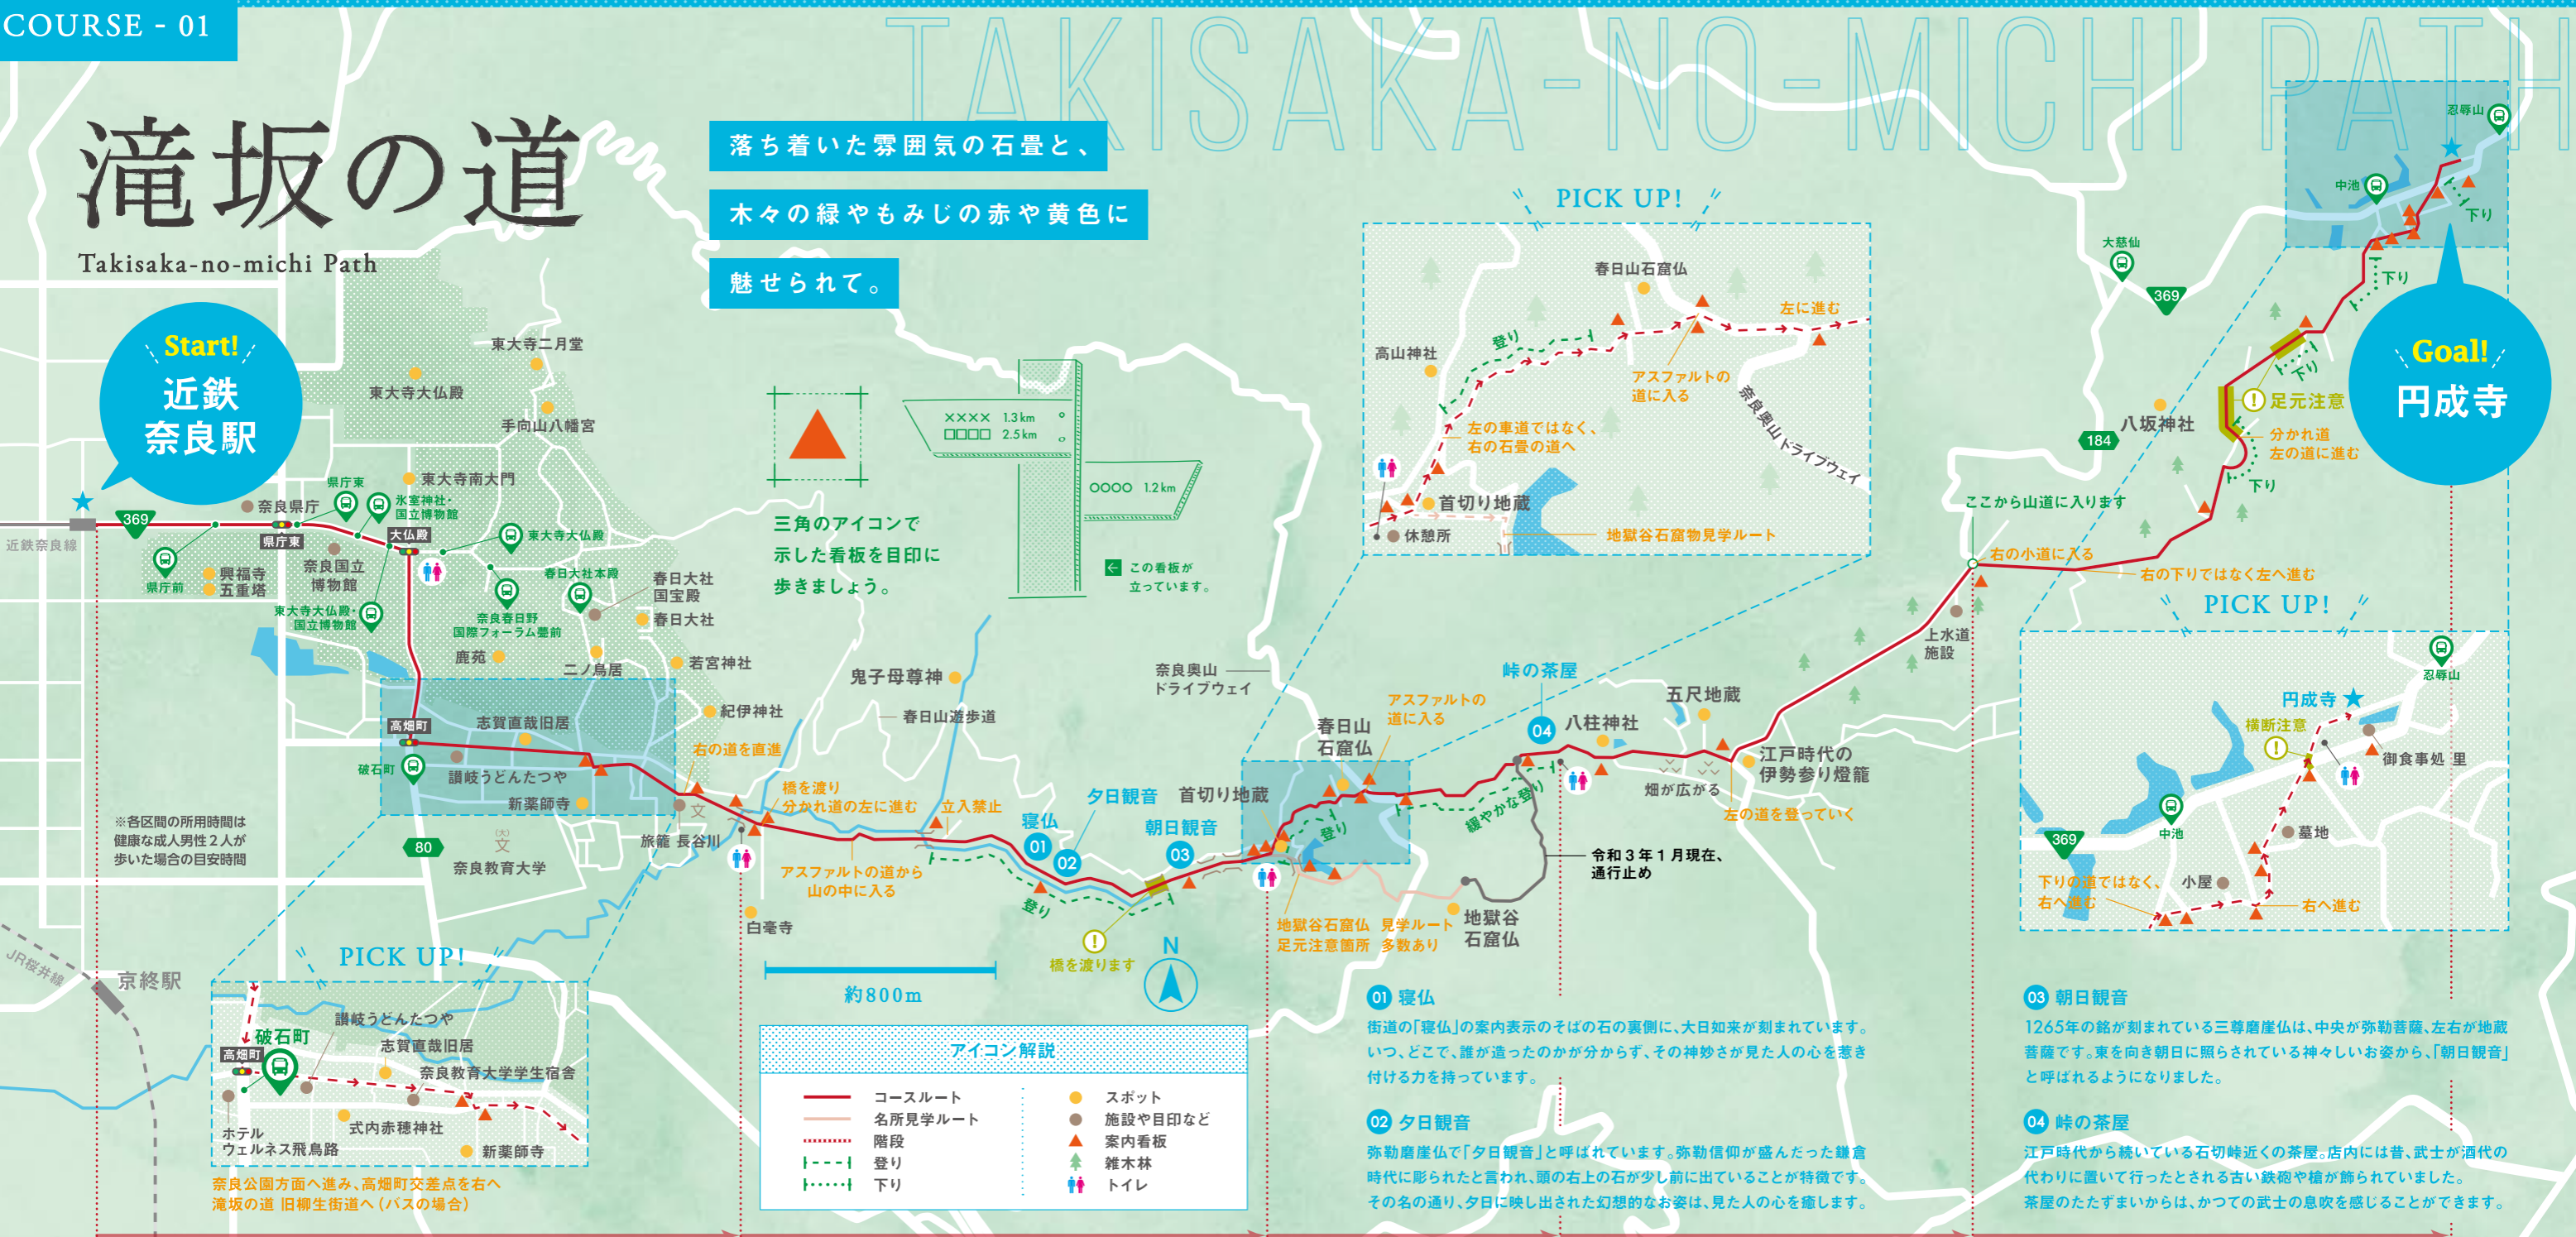 COURSE - 01
TAKISAKA-NO-MICHI PATH
滝坂の道
Takisaka-no-michi Path
落ち着いた雰囲気の石畳と、
木々の緑やもみじの赤や黄色に
魅せられて。
Start!
近鉄
奈良駅
Goal!
円成寺
近鉄奈良線
369
県庁前
興福寺
五重塔
奈良県庁
県庁東
県庁東
氷室神社・
国立博物館
奈良国立
博物館
大仏殿
東大寺大仏殿・
国立博物館
東大寺二月堂
東大寺大仏殿
手向山八幡宮
東大寺南大門
東大寺大仏殿
春日大社本殿
奈良春日野
国際フォーラム甍前
春日大社
国宝殿
春日大社
鹿苑
二ノ鳥居
若宮神社
紀伊神社
高畑町
志賀直哉旧居
破石町
讃岐うどんたつや
新薬師寺
右の道を直進
文
旅籠 長谷川
80
(大)
文
奈良教育大学
※各区間の所用時間は
健康な成人男性2人が
歩いた場合の目安時間
JR桜井線
京終駅
三角のアイコンで
示した看板を目印に
歩きましょう。
×××× 1.3km
□□□□ 2.5km
○○○○ 1.2km
この看板が
立っています。
橋を渡り
分かれ道の左に進む
立入禁止
鬼子母尊神
春日山遊歩道
アスファルトの道から
山の中に入る
白毫寺
寝仏
01
夕日観音
02
朝日観音
03
登り
橋を渡ります
首切り地蔵
奈良奥山
ドライブウェイ
春日山
石窟仏
アスファルトの
道に入る
登り
地獄谷石窟仏 見学ルート
足元注意箇所 多数あり
地獄谷
石窟仏
緩やかな登り
令和3年1月現在、
通行止め
峠の茶屋
04
八柱神社
五尺地蔵
畑が広がる
江戸時代の
伊勢参り燈籠
左の道を登っていく
上水道
施設
ここから山道に入ります
右の小道に入る
右の下りではなく左へ進む
下り
分かれ道
左の道に進む
足元注意
下り
下り
下り
八坂神社
184
大慈仙
369
中池
忍辱山
PICK UP!
春日山石窟仏
左に進む
登り
高山神社
アスファルトの
道に入る
左の車道ではなく、
右の石畳の道へ
奈良奥山ドライブウェイ
首切り地蔵
休憩所
地獄谷石窟物見学ルート
PICK UP!
忍辱山
円成寺
横断注意
御食事処 里
中池
369
墓地
小屋
下りの道ではなく、
右へ進む
右へ進む
PICK UP!
讃岐うどんたつや
破石町
高畑町
志賀直哉旧居
奈良教育大学学生宿舎
ホテル
ウェルネス飛鳥路
式内赤穂神社
新薬師寺
奈良公園方面へ進み、高畑町交差点を右へ
滝坂の道 旧柳生街道へ（バスの場合）
約800m
N
アイコン解説
コースルート
名所見学ルート
階段
登り
下り
スポット
施設や目印など
案内看板
雑木林
トイレ
01 寝仏
街道の「寝仏」の案内表示のそばの石の裏側に、大日如来が刻まれています。
いつ、どこで、誰が造ったのかが分からず、その神妙さが見た人の心を惹き
付ける力を持っています。
02 夕日観音
弥勒磨崖仏で「夕日観音」と呼ばれています。弥勒信仰が盛んだった鎌倉
時代に彫られたと言われ、頭の右上の石が少し前に出ていることが特徴です。
その名の通り、夕日に映し出された幻想的なお姿は、見た人の心を癒します。
03 朝日観音
1265年の銘が刻まれている三尊磨崖仏は、中央が弥勒菩薩、左右が地蔵
菩薩です。東を向き朝日に照らされている神々しいお姿から、「朝日観音」
と呼ばれるようになりました。
04 峠の茶屋
江戸時代から続いている石切峠近くの茶屋。店内には昔、武士が酒代の
代わりに置いて行ったとされる古い鉄砲や槍が飾られていました。
茶屋のたたずまいからは、かつての武士の息吹を感じることができます。